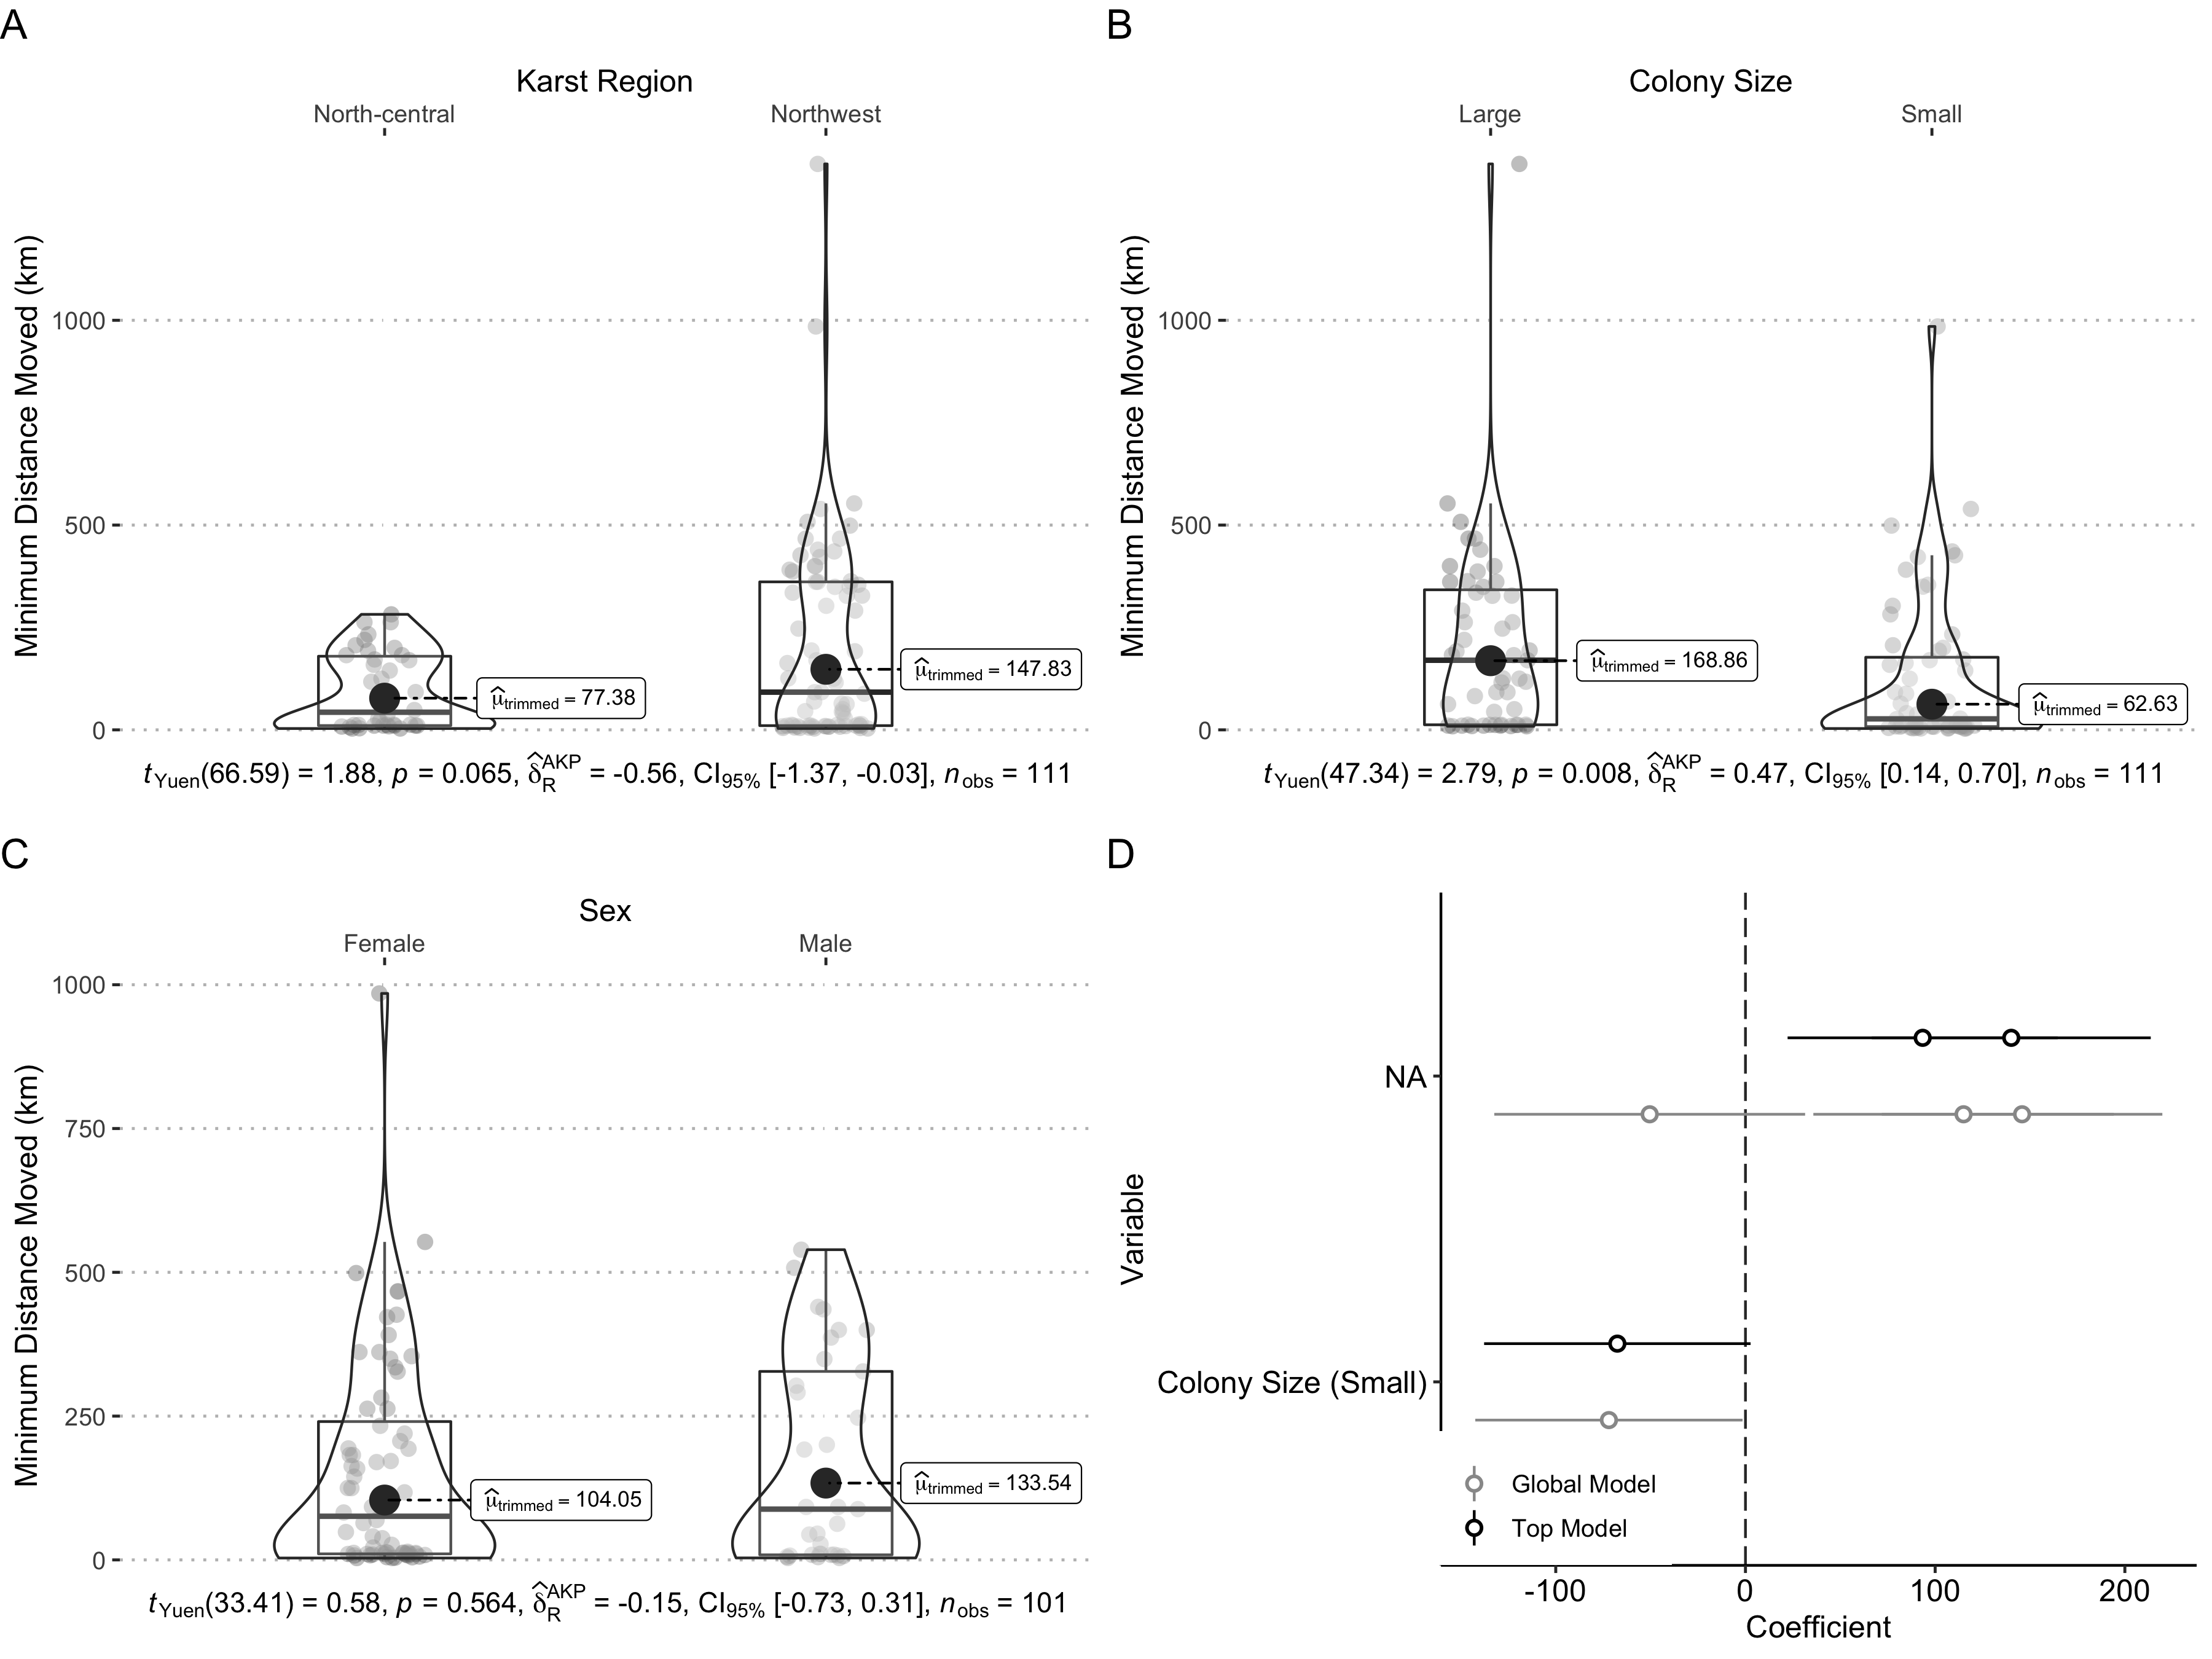 A
Karst Region
North-central Northwest
Minimum Distance Moved (km)
1000
500
0
μ̂trimmed = 77.38
μ̂trimmed = 147.83
tYuen(66.59) = 1.88, p = 0.065, δ̂R^AKP = -0.56, CI95% [-1.37, -0.03], nobs = 111
B
Colony Size
Large Small
Minimum Distance Moved (km)
1000
500
0
μ̂trimmed = 168.86
μ̂trimmed = 62.63
tYuen(47.34) = 2.79, p = 0.008, δ̂R^AKP = 0.47, CI95% [0.14, 0.70], nobs = 111
C
Sex
Female Male
Minimum Distance Moved (km)
1000
750
500
250
0
μ̂trimmed = 104.05
μ̂trimmed = 133.54
tYuen(33.41) = 0.58, p = 0.564, δ̂R^AKP = -0.15, CI95% [-0.73, 0.31], nobs = 101
D
Variable
NA
Colony Size (Small)
Global Model
Top Model
-100 0 100 200
Coefficient